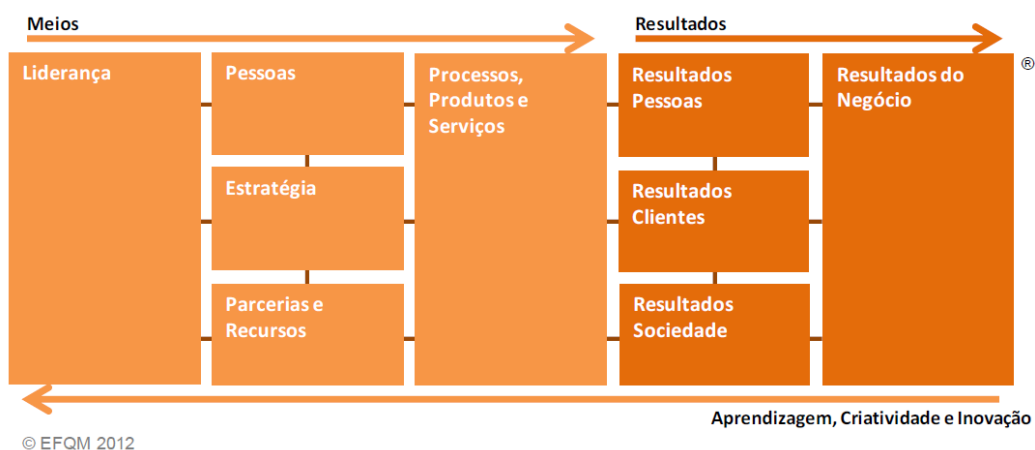 Meios
Resultados
Liderança
Pessoas
Processos,
Produtos e
Serviços
Resultados
Pessoas
Resultados do
Negócio
®
Estratégia
Resultados
Clientes
Parcerias e
Recursos
Resultados
Sociedade
Aprendizagem, Criatividade e Inovação
© EFQM 2012